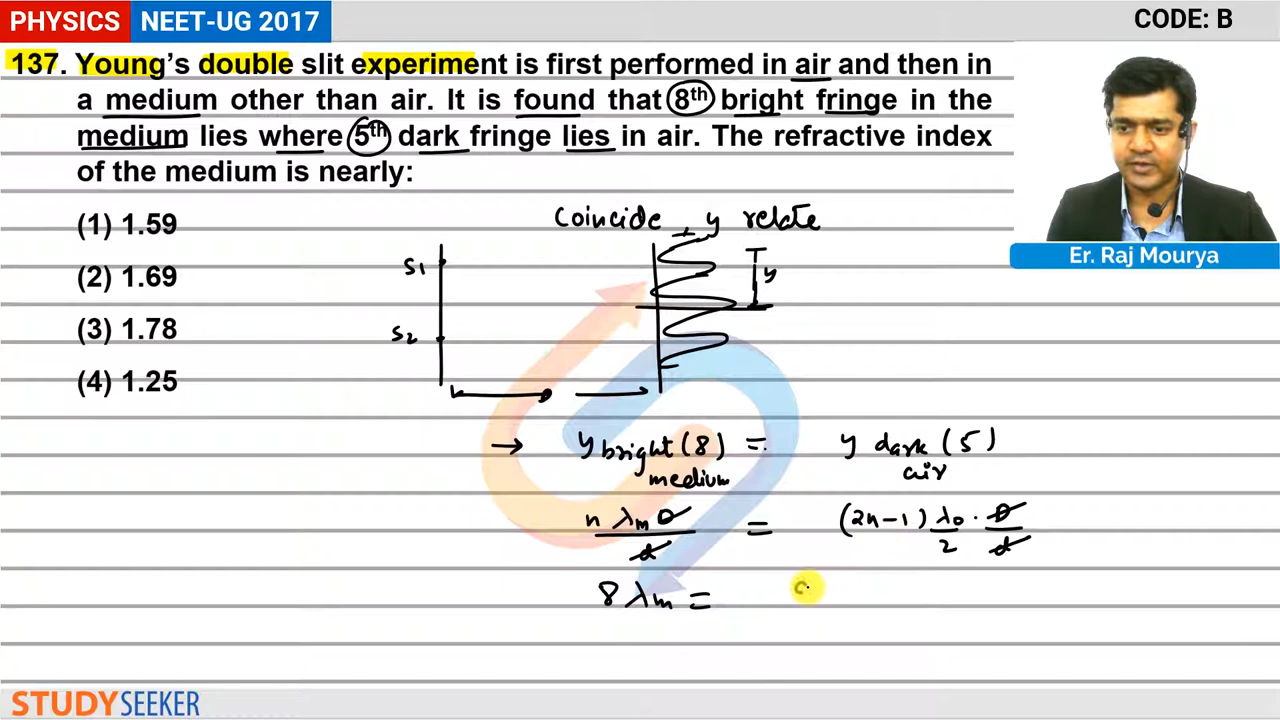 PHYSICS NEET-UG 2017
CODE: B
137. Young's double slit experiment is first performed in air and then in
a medium other than air. It is found that 8th bright fringe in the
medium lies where 5th dark fringe lies in air. The refractive index
of the medium is nearly:
(1) 1.59
(2) 1.69
(3) 1.78
(4) 1.25
Er. Raj Mourya
Coincide → y relate
S1
y
S2
D
→ y bright (8) = y dark (5)
medium air
n λm D / d = (2n-1) λ0 / 2 . D / d
8 λm =
STUDY SEEKER